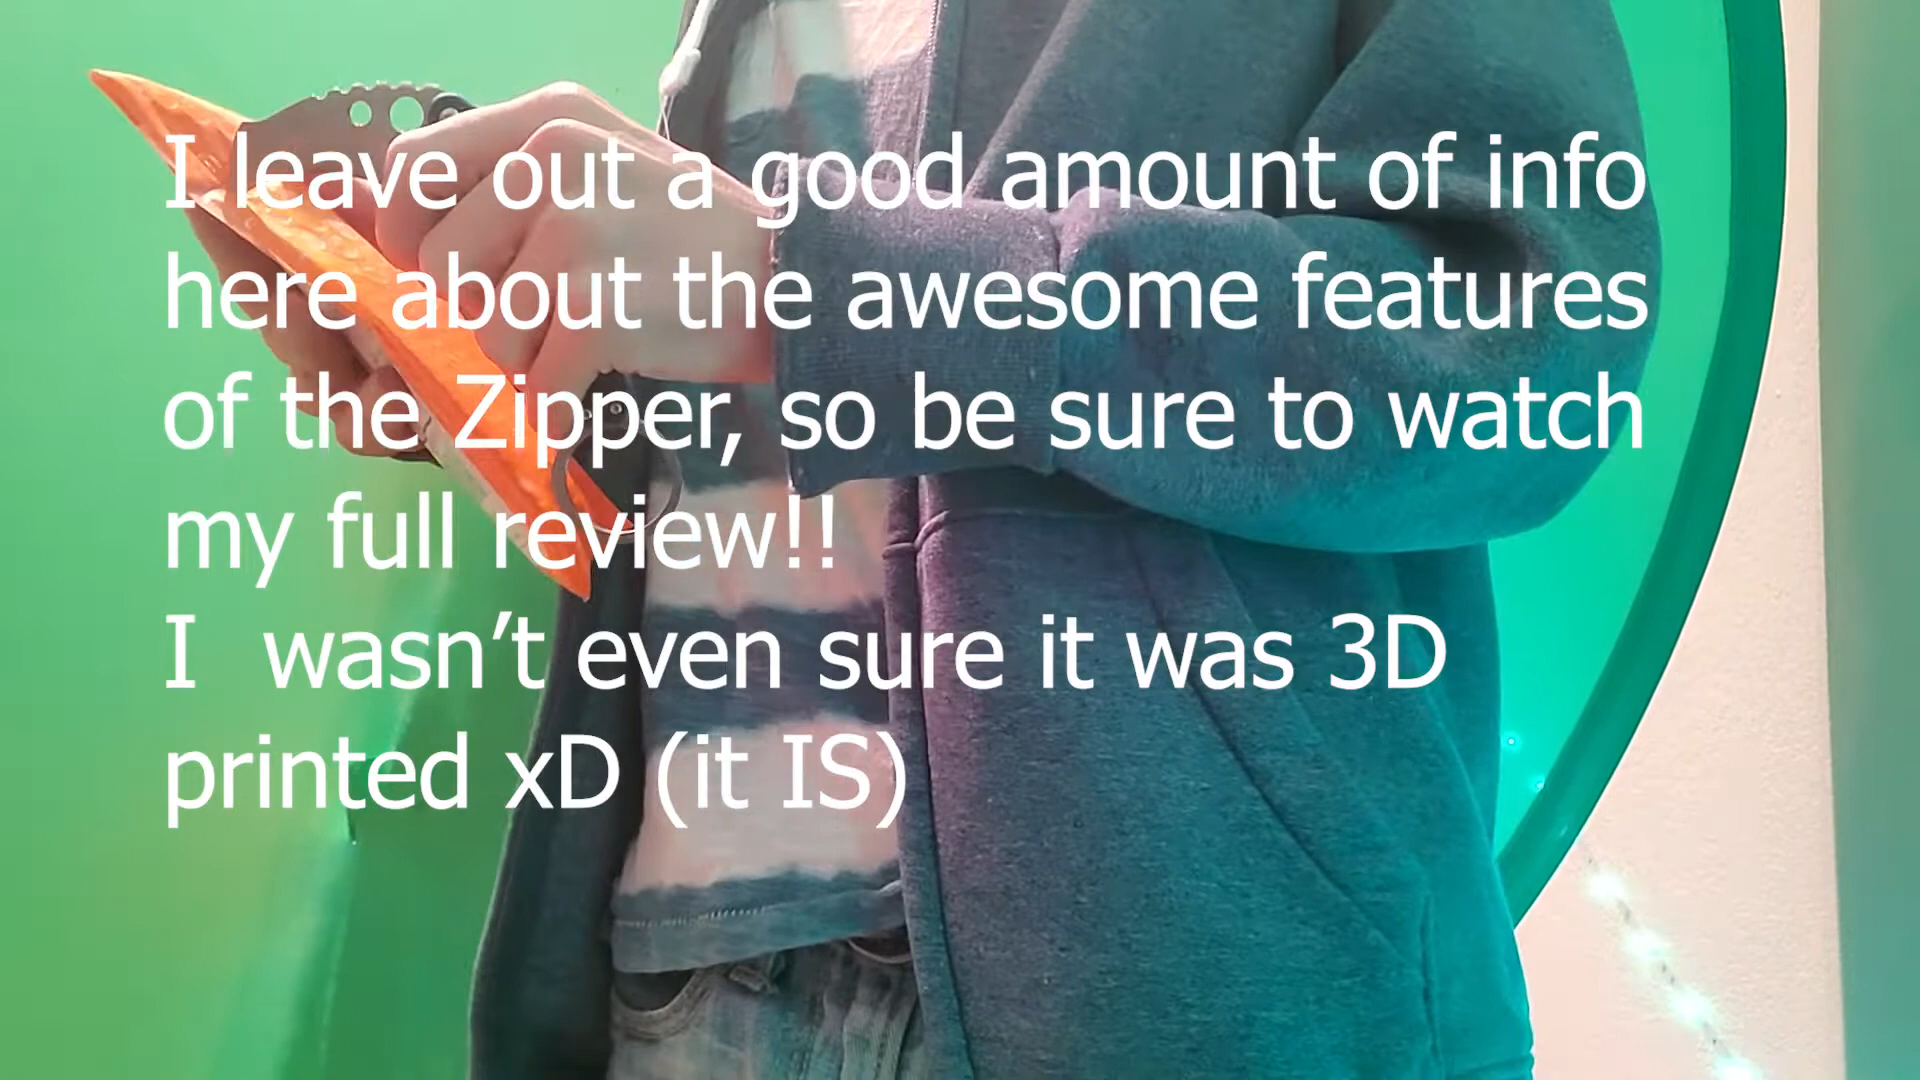 I leave out a good amount of info
here about the awesome features
of the Zipper, so be sure to watch
my full review!!
I  wasn’t even sure it was 3D
printed xD (it IS)